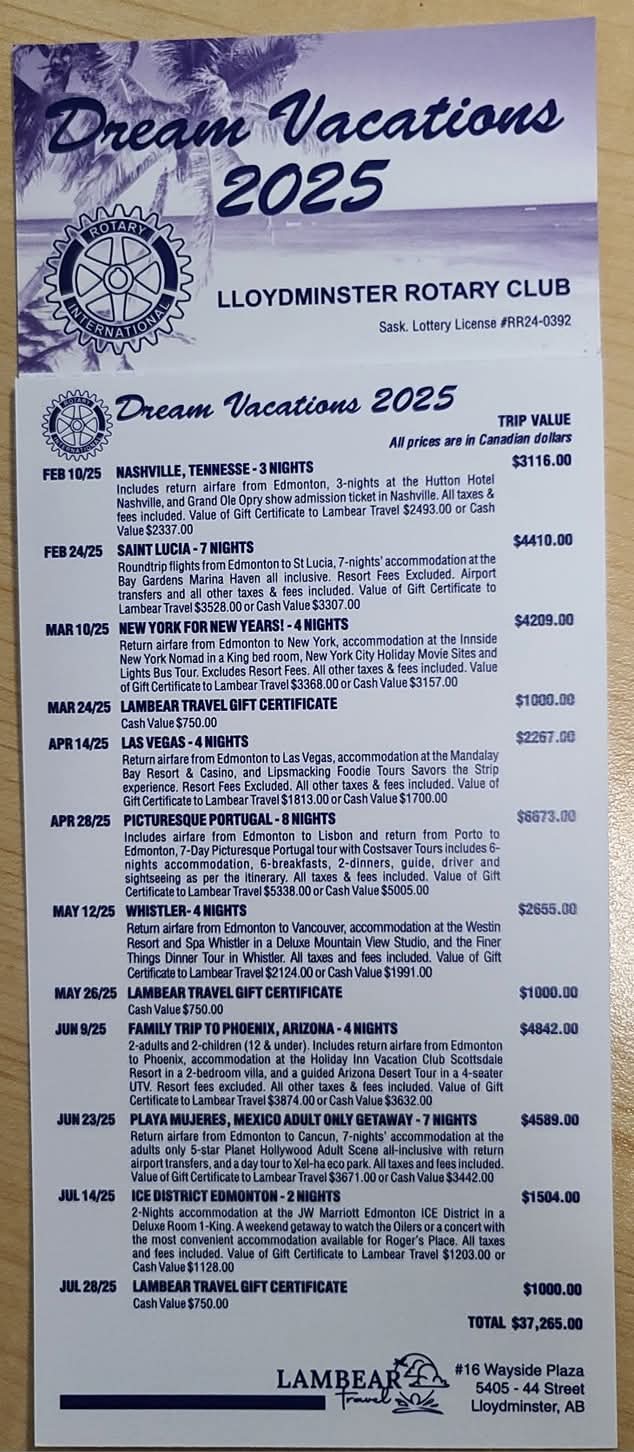 Dream Vacations
2025
ROTARY
INTERNATIONAL
LLOYDMINSTER ROTARY CLUB
Sask. Lottery License #RR24-0392
ROTARY
INTERNATIONAL
Dream Vacations 2025
TRIP VALUE
All prices are in Canadian dollars
FEB 10/25 NASHVILLE, TENNESSEE - 3 NIGHTS $3116.00
Includes return airfare from Edmonton, 3-nights at the Hutton Hotel
Nashville, and Grand Ole Opry show admission ticket in Nashville. All taxes &
fees included. Value of Gift Certificate to Lambear Travel $2493.00 or Cash
Value $2337.00
FEB 24/25 SAINT LUCIA - 7 NIGHTS $4410.00
Roundtrip flights from Edmonton to St Lucia, 7-nights' accommodation at the
Bay Gardens Marina Haven all inclusive. Resort Fees Excluded. Airport
transfers and all other taxes & fees included. Value of Gift Certificate to
Lambear Travel $3528.00 or Cash Value $3307.00
MAR 10/25 NEW YORK FOR NEW YEARS! - 4 NIGHTS $4209.00
Return airfare from Edmonton to New York, accommodation at the Innside
New York Nomad in a King bed room, New York City Holiday Movie Sites and
Lights Bus Tour. Excludes Resort Fees. All other taxes & fees included. Value
of Gift Certificate to Lambear Travel $3368.00 or Cash Value $3157.00
MAR 24/25 LAMBEAR TRAVEL GIFT CERTIFICATE $1000.00
Cash Value $750.00
APR 14/25 LAS VEGAS - 4 NIGHTS $2267.00
Return airfare from Edmonton to Las Vegas, accommodation at the Mandalay
Bay Resort & Casino, and Lipsmacking Foodie Tours Savors the Strip
experience. Resort Fees Excluded. All other taxes & fees included. Value of
Gift Certificate to Lambear Travel $1813.00 or Cash Value $1700.00
APR 28/25 PICTURESQUE PORTUGAL - 8 NIGHTS $6673.00
Includes airfare from Edmonton to Lisbon and return from Porto to
Edmonton, 7-Day Picturesque Portugal tour with Costsaver Tours includes 6-
nights accommodation, 6-breakfasts, 2-dinners, guide, driver and
sightseeing as per the itinerary. All taxes & fees included. Value of Gift
Certificate to Lambear Travel $5338.00 or Cash Value $5005.00
MAY 12/25 WHISTLER- 4 NIGHTS $2655.00
Return airfare from Edmonton to Vancouver, accommodation at the Westin
Resort and Spa Whistler in a Deluxe Mountain View Studio, and the Finer
Things Dinner Tour in Whistler. All taxes and fees included. Value of Gift
Certificate to Lambear Travel $2124.00 or Cash Value $1991.00
MAY 26/25 LAMBEAR TRAVEL GIFT CERTIFICATE $1000.00
Cash Value $750.00
JUN 9/25 FAMILY TRIP TO PHOENIX, ARIZONA - 4 NIGHTS $4842.00
2-adults and 2-children (12 & under). Includes return airfare from Edmonton
to Phoenix, accommodation at the Holiday Inn Vacation Club Scottsdale
Resort in a 2-bedroom villa, and a guided Arizona Desert Tour in a 4-seater
UTV. Resort fees excluded. All other taxes & fees included. Value of Gift
Certificate to Lambear Travel $3874.00 or Cash Value $3632.00
JUN 23/25 PLAYA MUJERES, MEXICO ADULT ONLY GETAWAY - 7 NIGHTS $4589.00
Return airfare from Edmonton to Cancun, 7-nights' accommodation at the
adults only 5-star Planet Hollywood Adult Scene all-inclusive with return
airport transfers, and a day tour to Xel-ha eco park. All taxes and fees included.
Value of Gift Certificate to Lambear Travel $3671.00 or Cash Value $3442.00
JUL 14/25 ICE DISTRICT EDMONTON - 2 NIGHTS $1504.00
2-Nights accommodation at the JW Marriott Edmonton ICE District in a
Deluxe Room 1-King. A weekend getaway to watch the Oilers or a concert with
the most convenient accommodation available for Roger's Place. All taxes
and fees included. Value of Gift Certificate to Lambear Travel $1203.00 or
Cash Value $1128.00
JUL 28/25 LAMBEAR TRAVEL GIFT CERTIFICATE $1000.00
Cash Value $750.00
TOTAL $37,265.00
LAMBEAR
Travel
#16 Wayside Plaza
5405 - 44 Street
Lloydminster, AB